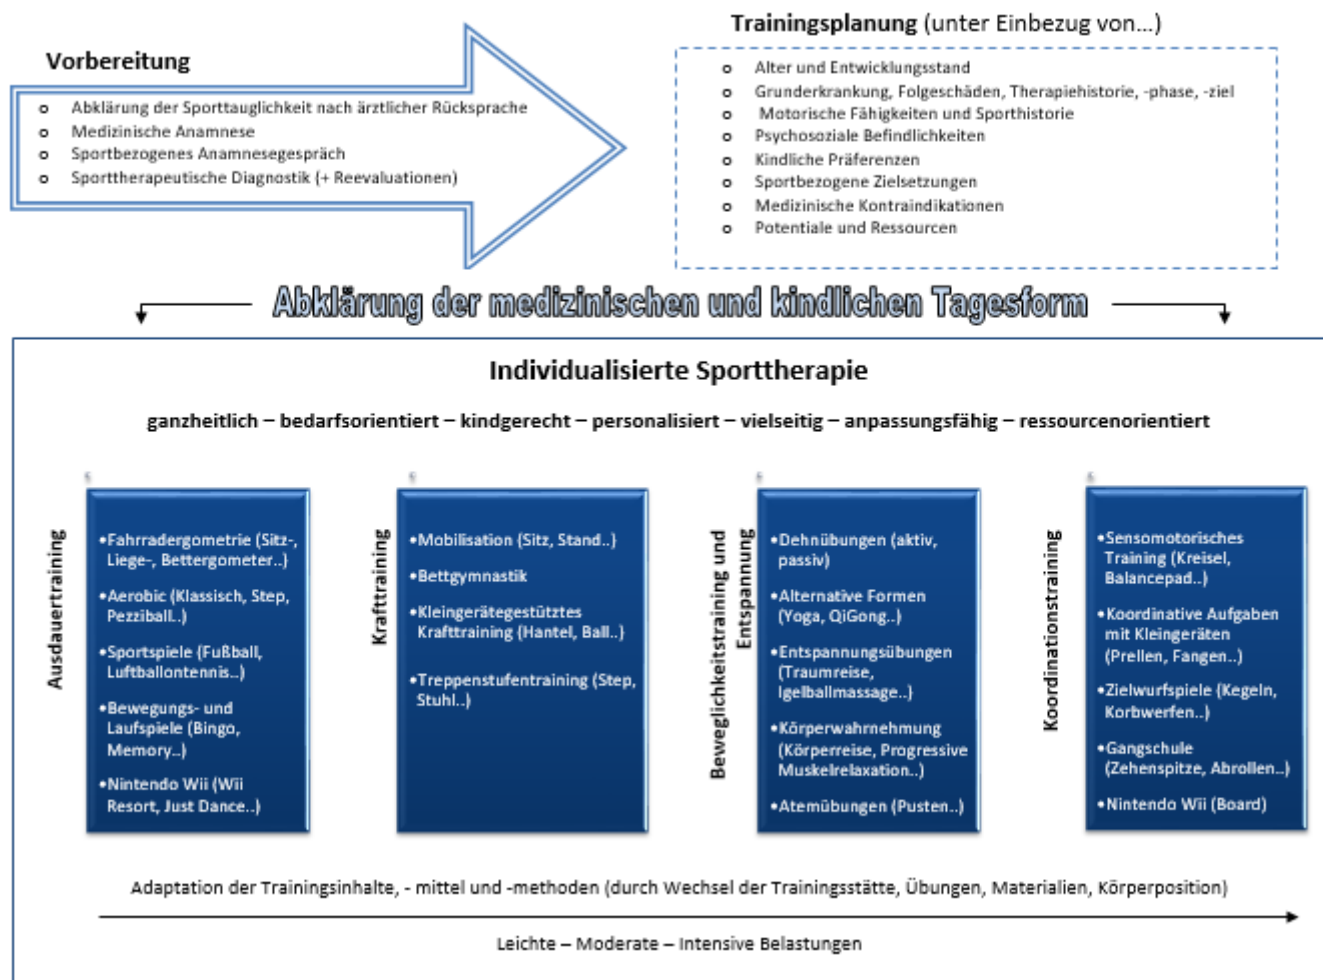 Vorbereitung
o Abklärung der Sporttauglichkeit nach ärztlicher Rücksprache
o Medizinische Anamnese
o Sportbezogenes Anamnesegespräch
o Sporttherapeutische Diagnostik (+ Reevaluationen)
Trainingsplanung (unter Einbezug von...)
o Alter und Entwicklungsstand
o Grunderkrankung, Folgeschäden, Therapiehistorie, -phase, -ziel
o Motorische Fähigkeiten und Sporthistorie
o Psychosoziale Befindlichkeiten
o Kindliche Präferenzen
o Sportbezogene Zielsetzungen
o Medizinische Kontraindikationen
o Potentiale und Ressourcen
Abklärung der medizinischen und kindlichen Tagesform
Individualisierte Sporttherapie
ganzheitlich – bedarfsorientiert – kindgerecht – personalisiert – vielseitig – anpassungsfähig – ressourcenorientiert
Ausdauertraining
•Fahrradergometrie (Sitz-,
Liege-, Bettergometer..)
•Aerobic (Klassisch, Step,
Pezziball..)
•Sportspiele (Fußball,
Luftballontennis..)
•Bewegungs- und
Laufspiele (Bingo,
Memory..)
•Nintendo Wii (Wii
Resort, Just Dance..)
Krafttraining
•Mobilisation (Sitz, Stand..)
•Bettgymnastik
•Kleingerätegestütztes
Krafttraining (Hantel, Ball..)
•Treppenstufentraining (Step,
Stuhl..)
Beweglichkeitstraining und
Entspannung
•Dehnübungen (aktiv,
passiv)
•Alternative Formen
(Yoga, QiGong..)
•Entspannungsübungen
(Traumreise,
Igelballmassage..)
•Körperwahrnehmung
(Körperreise, Progressive
Muskelrelaxation..)
•Atemübungen (Pusten..)
Koordinationstraining
•Sensomotorisches
Training (Kreisel,
Balancepad..)
•Koordinative Aufgaben
mit Kleingeräten
(Prellen, Fangen..)
•Zielwurfspiele (Kegeln,
Korbwerfen..)
•Gangschule
(Zehenspitze, Abrollen..)
•Nintendo Wii (Board)
Adaptation der Trainingsinhalte, - mittel und -methoden (durch Wechsel der Trainingsstätte, Übungen, Materialien, Körperposition)
Leichte – Moderate – Intensive Belastungen